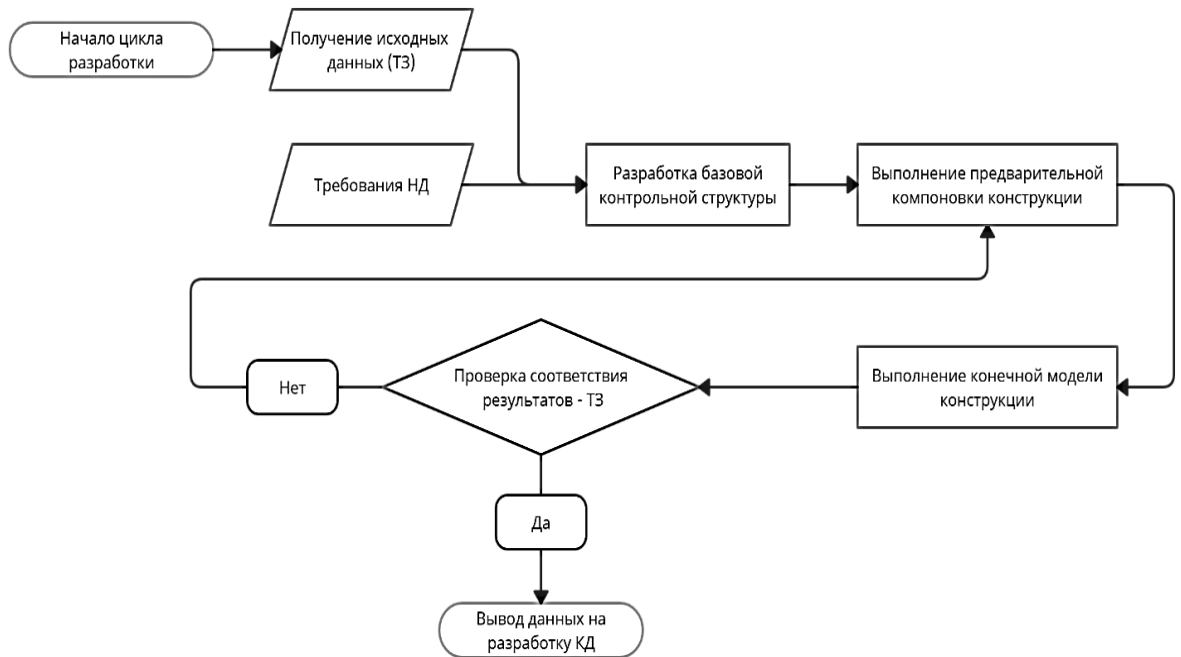 Начало цикла
разработки
Получение исходных
данных (ТЗ)
Требования НД
Разработка базовой
контрольной структуры
Выполнение предварительной
компоновки конструкции
Нет
Проверка соответствия
результатов - ТЗ
Выполнение конечной модели
конструкции
Да
Вывод данных на
разработку КД